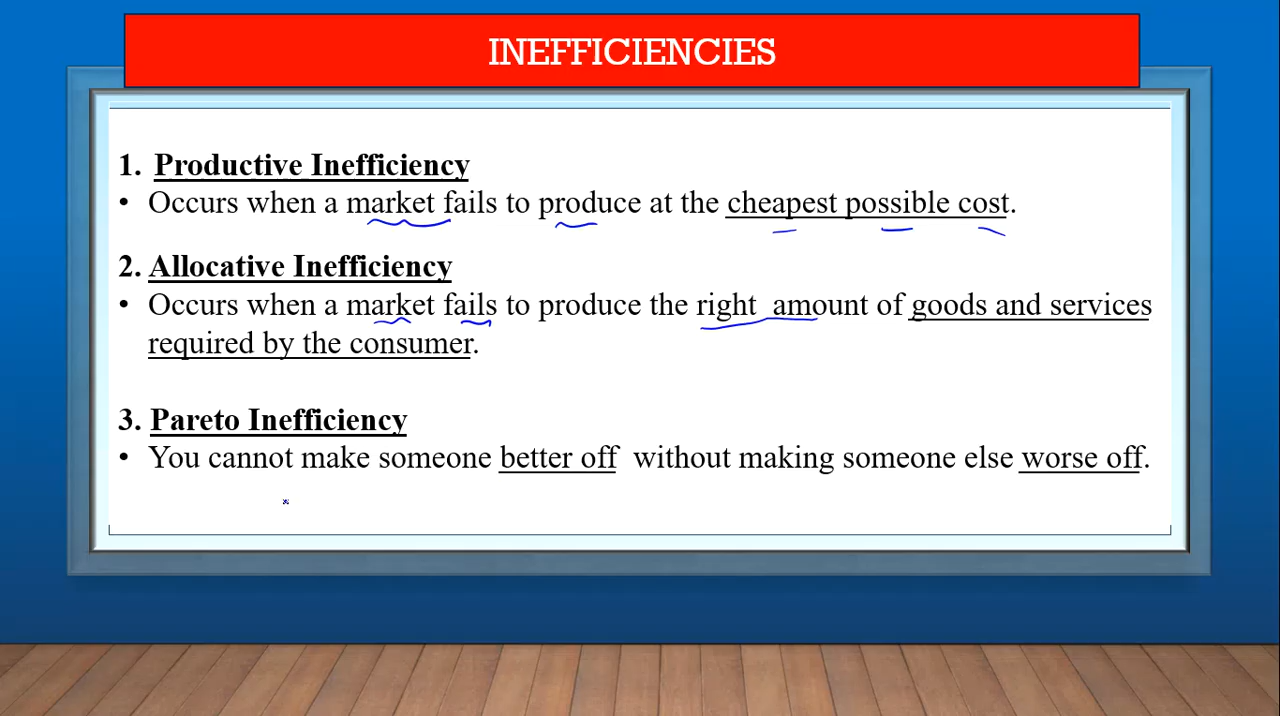 INEFFICIENCIES
1. Productive Inefficiency
• Occurs when a market fails to produce at the cheapest possible cost.
2. Allocative Inefficiency
• Occurs when a market fails to produce the right amount of goods and services
required by the consumer.
3. Pareto Inefficiency
• You cannot make someone better off without making someone else worse off.